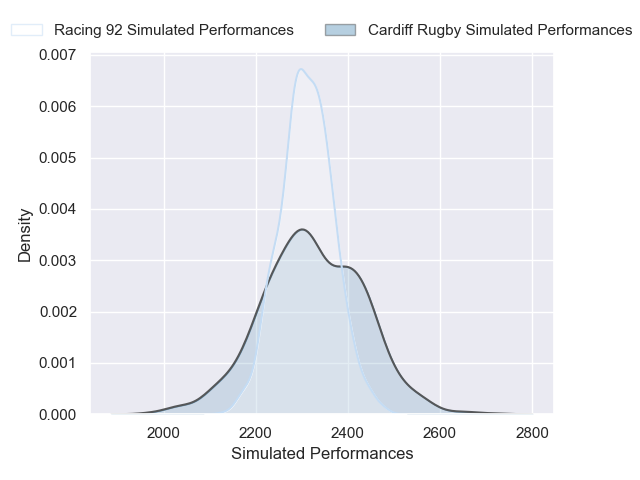 Racing 92 Simulated Performances Cardiff Rugby Simulated Performances
0.007
0.006
0.005
0.004
0.003
0.002
0.001
0.000
Density
2000 2200 2400 2600 2800
Simulated Performances